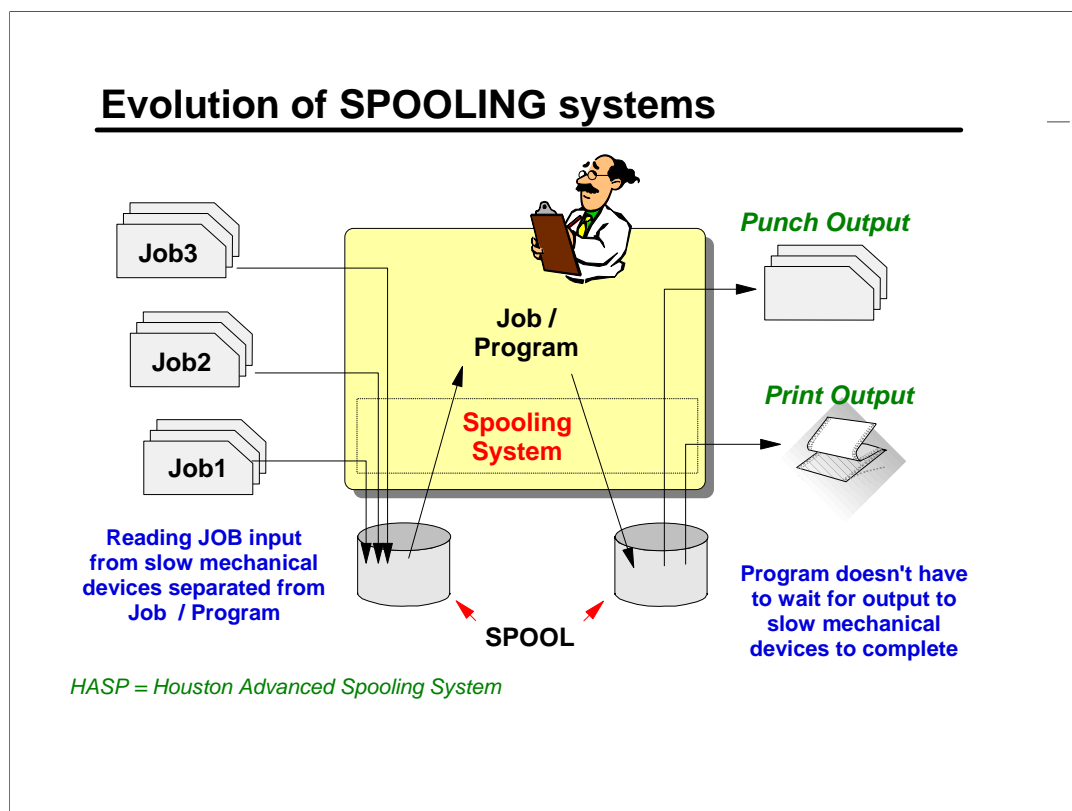 Evolution of SPOOLING systems
Job3
Job2
Job1
Job /
Program
Spooling
System
Punch Output
Print Output
Reading JOB input
from slow mechanical
devices separated from
Job / Program
SPOOL
Program doesn't have
to wait for output to
slow mechanical
devices to complete
HASP = Houston Advanced Spooling System